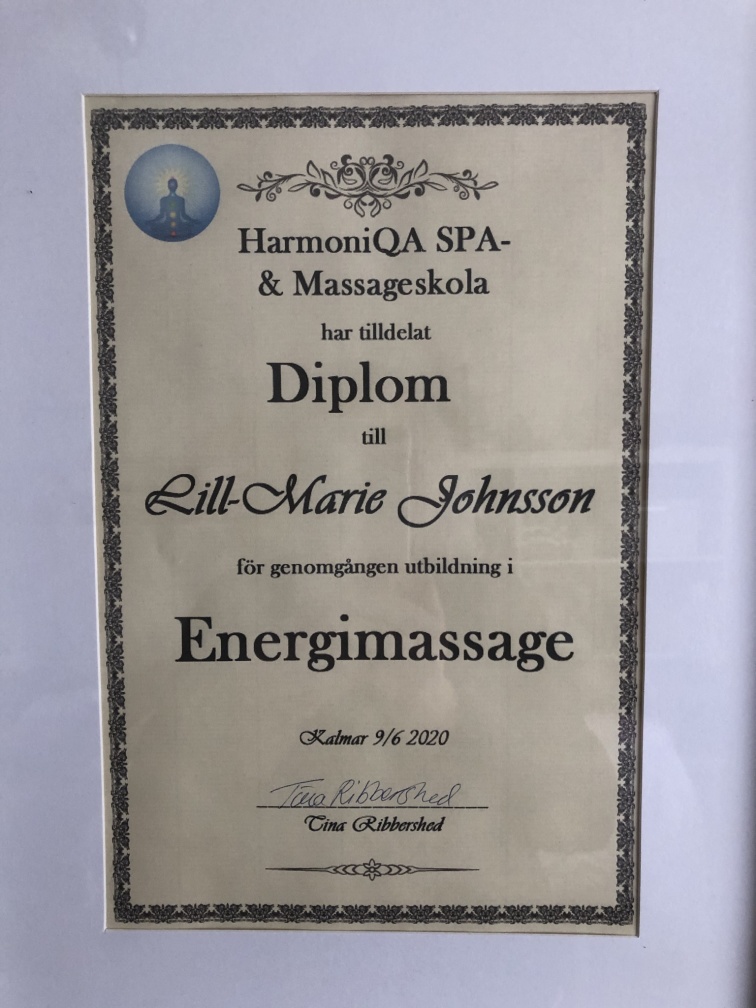 HarmoniQA SPA-
& Massageskola
har tilldelat
Diplom
till
Lill-Marie Johnsson
för genomgången utbildning i
Energimassage
Kalmar 9/6 2020
Tina Ribbershed
Tina Ribbershed